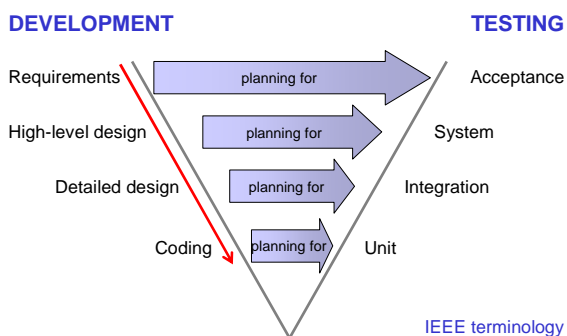 DEVELOPMENT TESTING
Requirements planning for Acceptance
High-level design planning for System
Detailed design planning for Integration
Coding planning for Unit
IEEE terminology